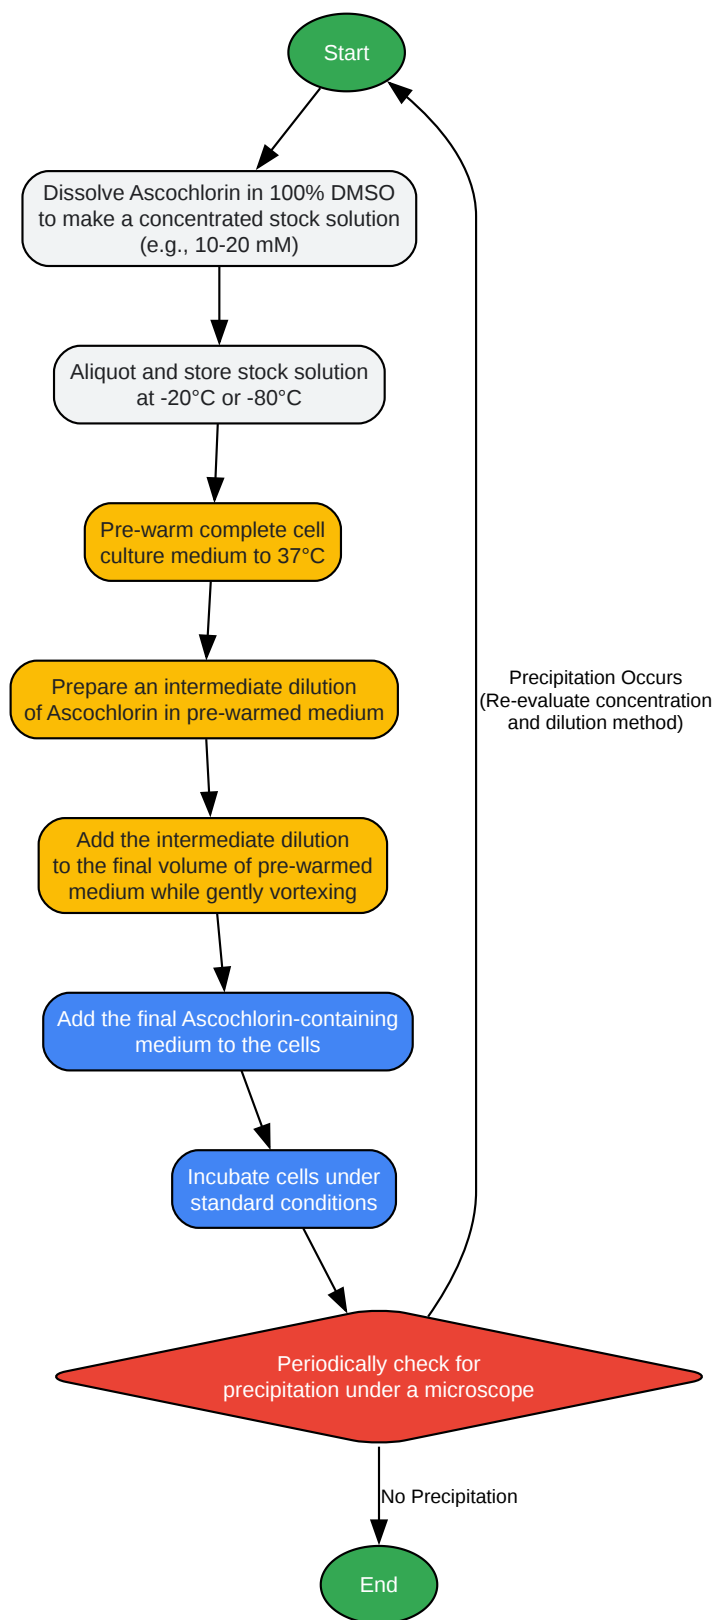 Start
Dissolve Ascochlorin in 100% DMSO
to make a concentrated stock solution
(e.g., 10-20 mM)
Aliquot and store stock solution
at -20°C or -80°C
Pre-warm complete cell
culture medium to 37°C
Prepare an intermediate dilution
of Ascochlorin in pre-warmed medium
Precipitation Occurs
(Re-evaluate concentration
and dilution method)
Add the intermediate dilution
to the final volume of pre-warmed
medium while gently vortexing
Add the final Ascochlorin-containing
medium to the cells
Incubate cells under
standard conditions
Periodically check for
precipitation under a microscope
No Precipitation
End